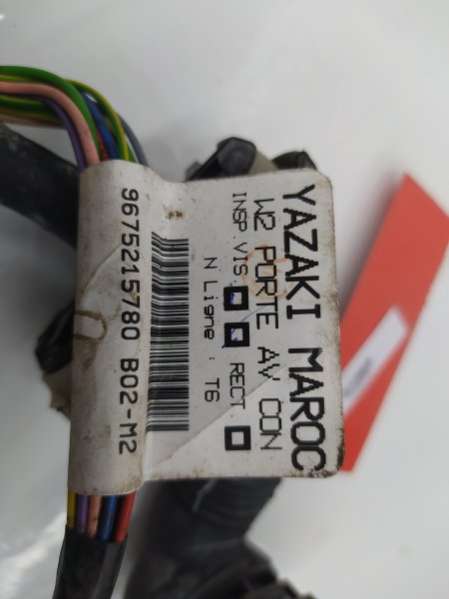 YAZAKI MAROC
W2 PORTE AV CON
INSP.VIS. RECT
N Ligne : T6
9675215780 B02-M2